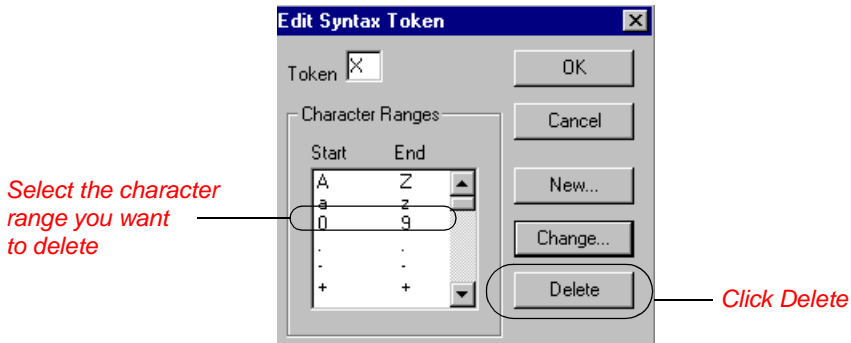 Edit Syntax Token
Token X
OK
Character Ranges
Cancel
Start End
A Z
New...
a z
0 9
Change...
. .
- -
+ +
Delete
Select the character
range you want
to delete
Click Delete